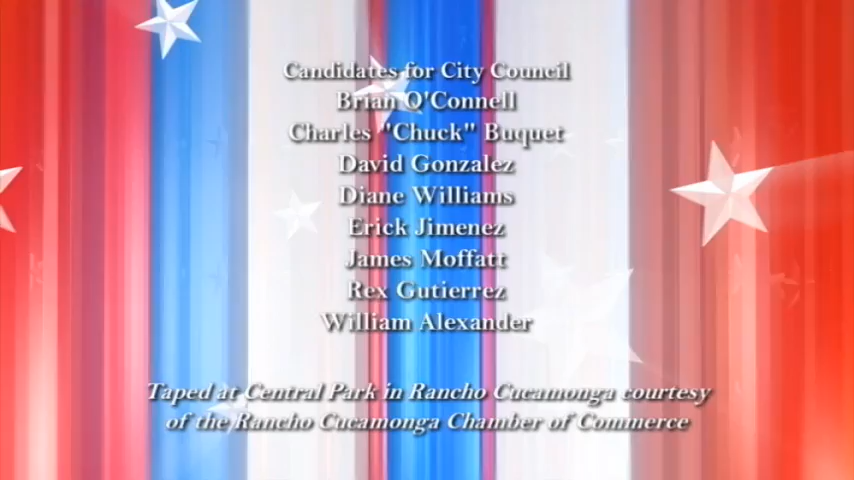 Candidates for City Council
Brian O'Connell
Charles "Chuck" Buquet
David Gonzalez
Diane Williams
Erick Jimenez
James Moffatt
Rex Gutierrez
William Alexander
Taped at Central Park in Rancho Cucamonga courtesy
of the Rancho Cucamonga Chamber of Commerce